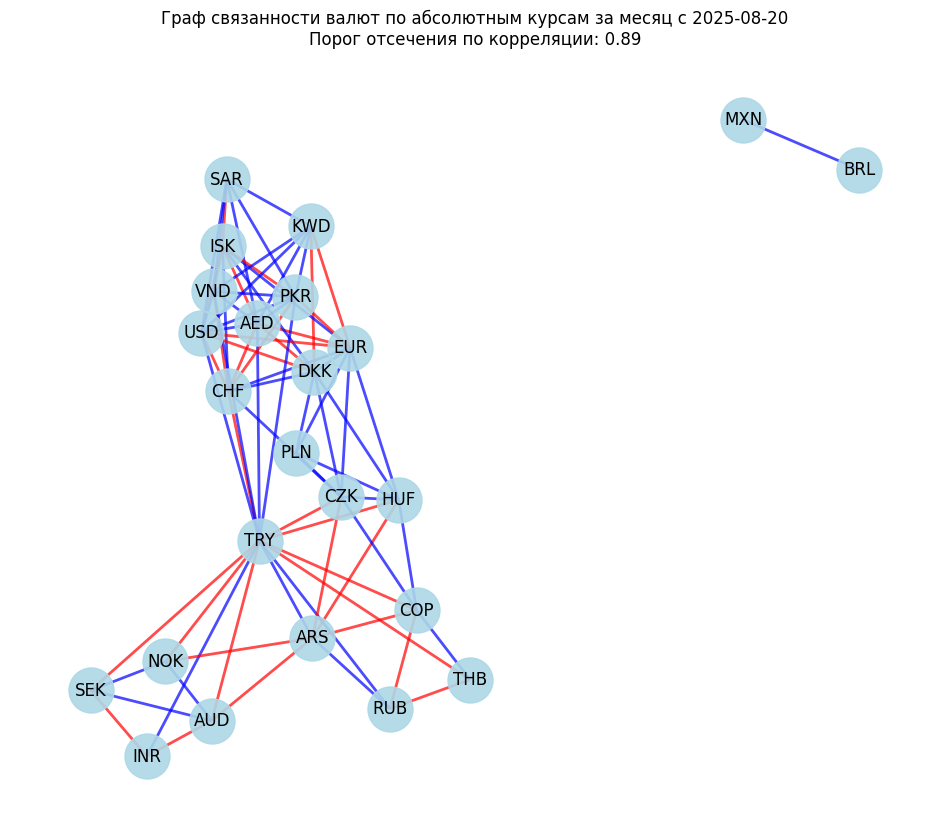 Граф связанности валют по абсолютным курсам за месяц с 2025-08-20
Порог отсечения по корреляции: 0.89
MXN
BRL
SAR
KWD
ISK
VND
PKR
AED
USD
EUR
DKK
CHF
PLN
CZK
HUF
TRY
COP
ARS
NOK
THB
SEK
RUB
AUD
INR